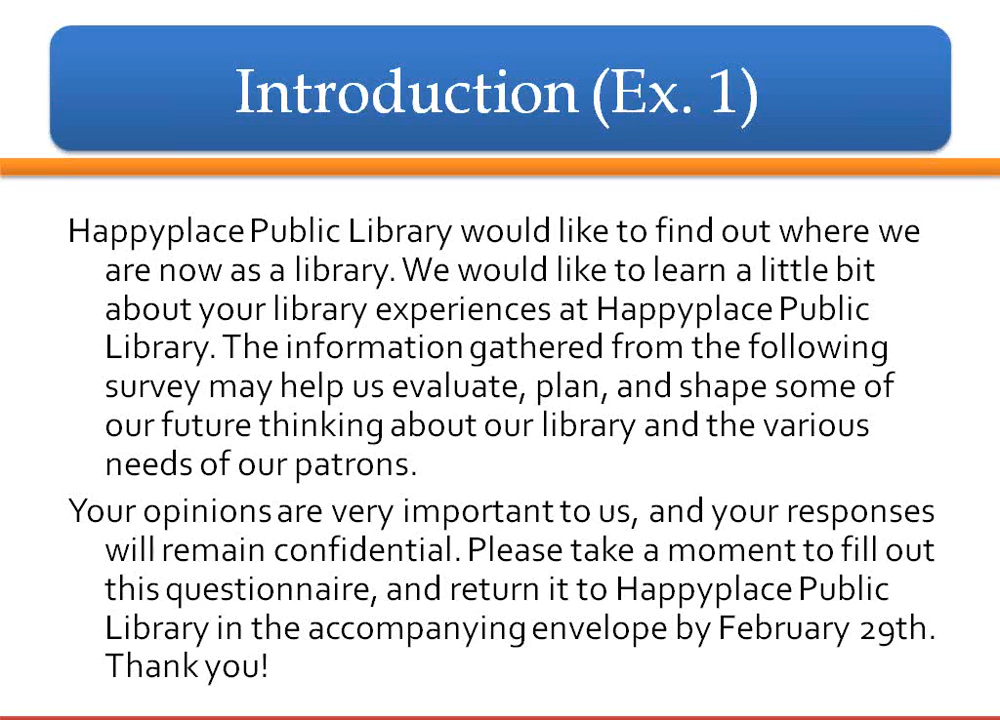 Introduction (Ex. 1)
Happyplace Public Library would like to find out where we
are now as a library. We would like to learn a little bit
about your library experiences at Happyplace Public
Library. The information gathered from the following
survey may help us evaluate, plan, and shape some of
our future thinking about our library and the various
needs of our patrons.
Your opinions are very important to us, and your responses
will remain confidential. Please take a moment to fill out
this questionnaire, and return it to Happyplace Public
Library in the accompanying envelope by February 29th.
Thank you!